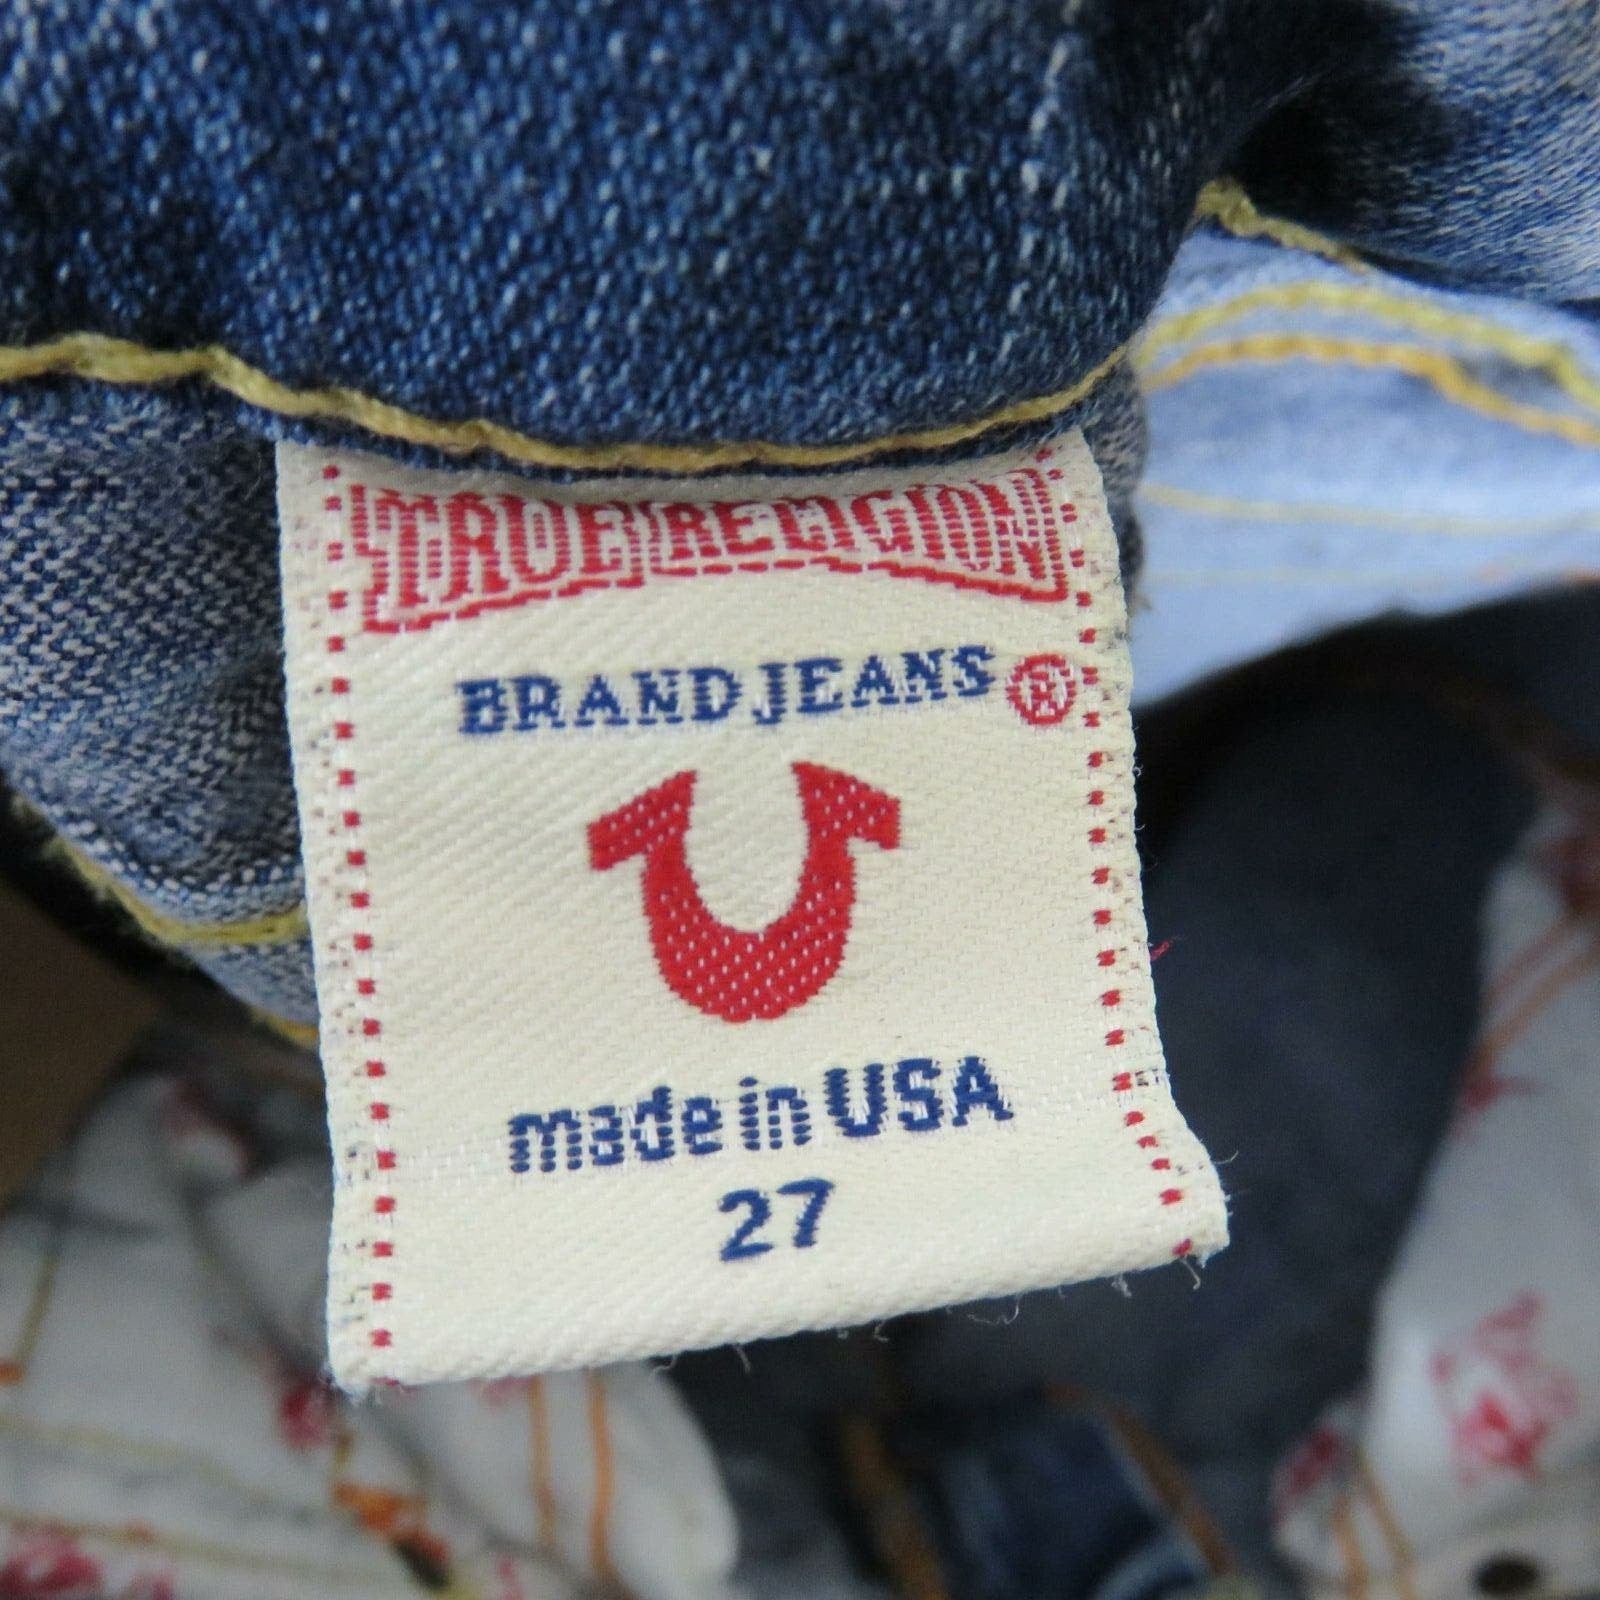 TRUE RELIGION
BRAND JEANS ®
made in USA
27